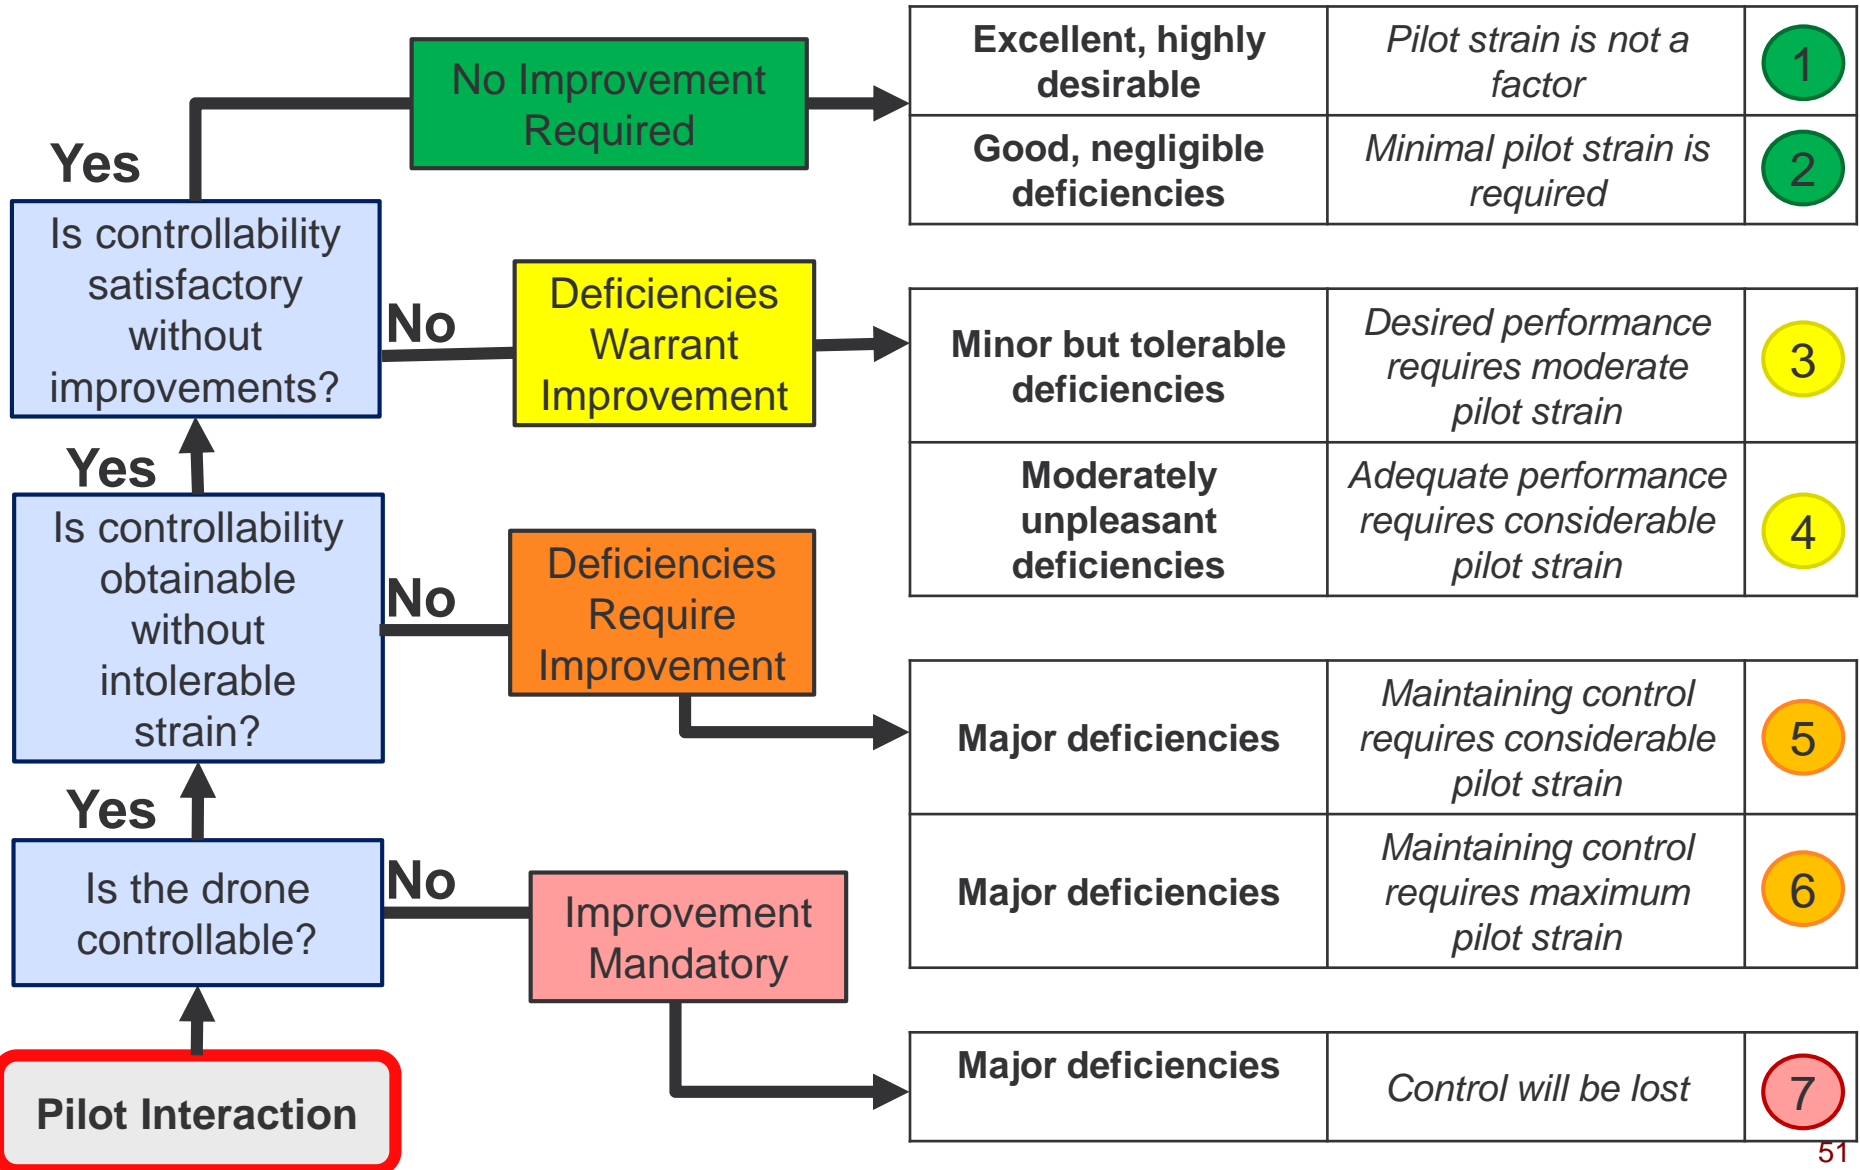 No Improvement
Required
Excellent, highly
desirable
Pilot strain is not a
factor
1
Good, negligible
deficiencies
Minimal pilot strain is
required
2
Yes
Is controllability
satisfactory
without
improvements?
No
Deficiencies
Warrant
Improvement
Minor but tolerable
deficiencies
Desired performance
requires moderate
pilot strain
3
Moderately
unpleasant
deficiencies
Adequate performance
requires considerable
pilot strain
4
Yes
Is controllability
obtainable
without
intolerable
strain?
No
Deficiencies
Require
Improvement
Major deficiencies
Maintaining control
requires considerable
pilot strain
5
Major deficiencies
Maintaining control
requires maximum
pilot strain
6
Yes
Is the drone
controllable?
No
Improvement
Mandatory
Major deficiencies
Control will be lost
7
Pilot Interaction
51